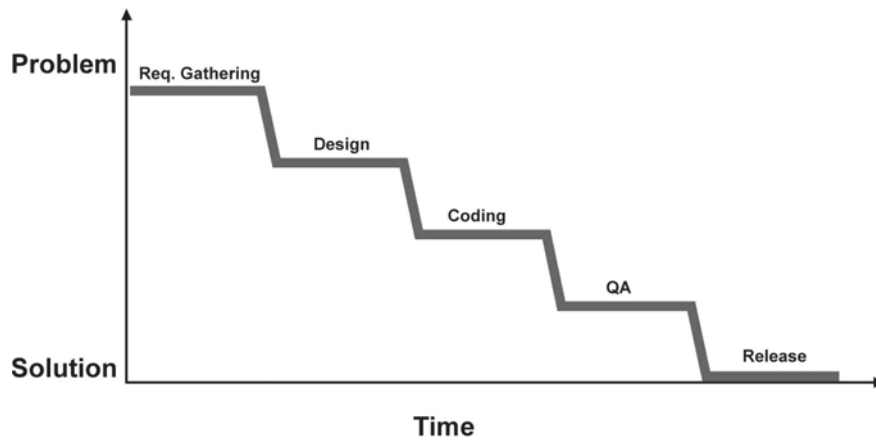 Problem
Req. Gathering
Design
Coding
QA
Release
Solution
Time